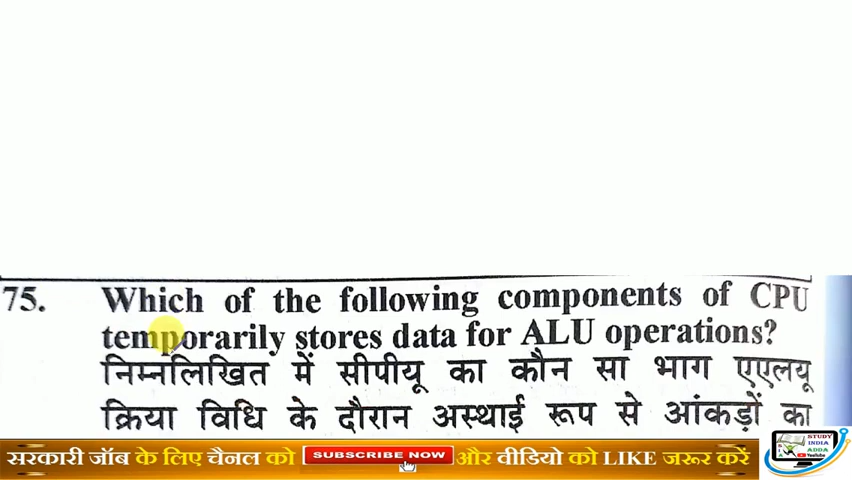 75. Which of the following components of CPU
temporarily stores data for ALU operations?
निम्नलिखित में सीपीयू का कौन सा भाग एएलयू
क्रिया विधि के दौरान अस्थाई रूप से आंकड़ों का
सरकारी जॉब के लिए चैनल को SUBSCRIBE NOW और वीडियो को LIKE जरूर करें
STUDY
INDIA
ADDA
YouTube